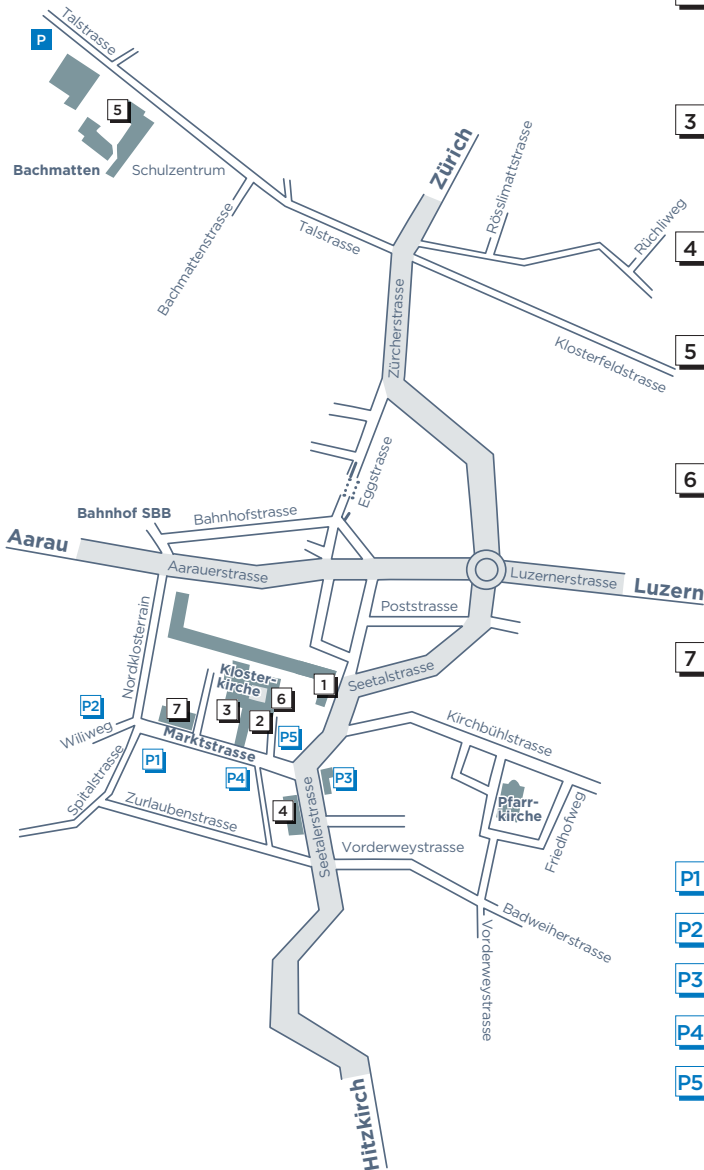 Talstrasse
P
5
Bachmatten
Schulzentrum
Bachmattenstrasse
Talstrasse
Zürich
Rösslimattstrasse
Rüchliweg
Zürcherstrasse
Klosterfeldstrasse
Eggstrasse
Bahnhof SBB
Bahnhofstrasse
Aarau
Aarauerstrasse
Luzernerstrasse
Luzern
Poststrasse
Nordklosterrain
Kloster-
kirche
1
Seetalstrasse
6
3
2
7
P2
Wiliweg
Marktstrasse
P5
P1
P4
P3
Kirchbühlstrasse
Spitalstrasse
Zurlaubenstrasse
4
Seetalerstrasse
Pfarr-
kirche
Friedhofweg
Vorderweystrasse
Badweiherstrasse
Vorderweystrasse
Hitzkirch
3
4
5
6
7
P1
P2
P3
P4
P5